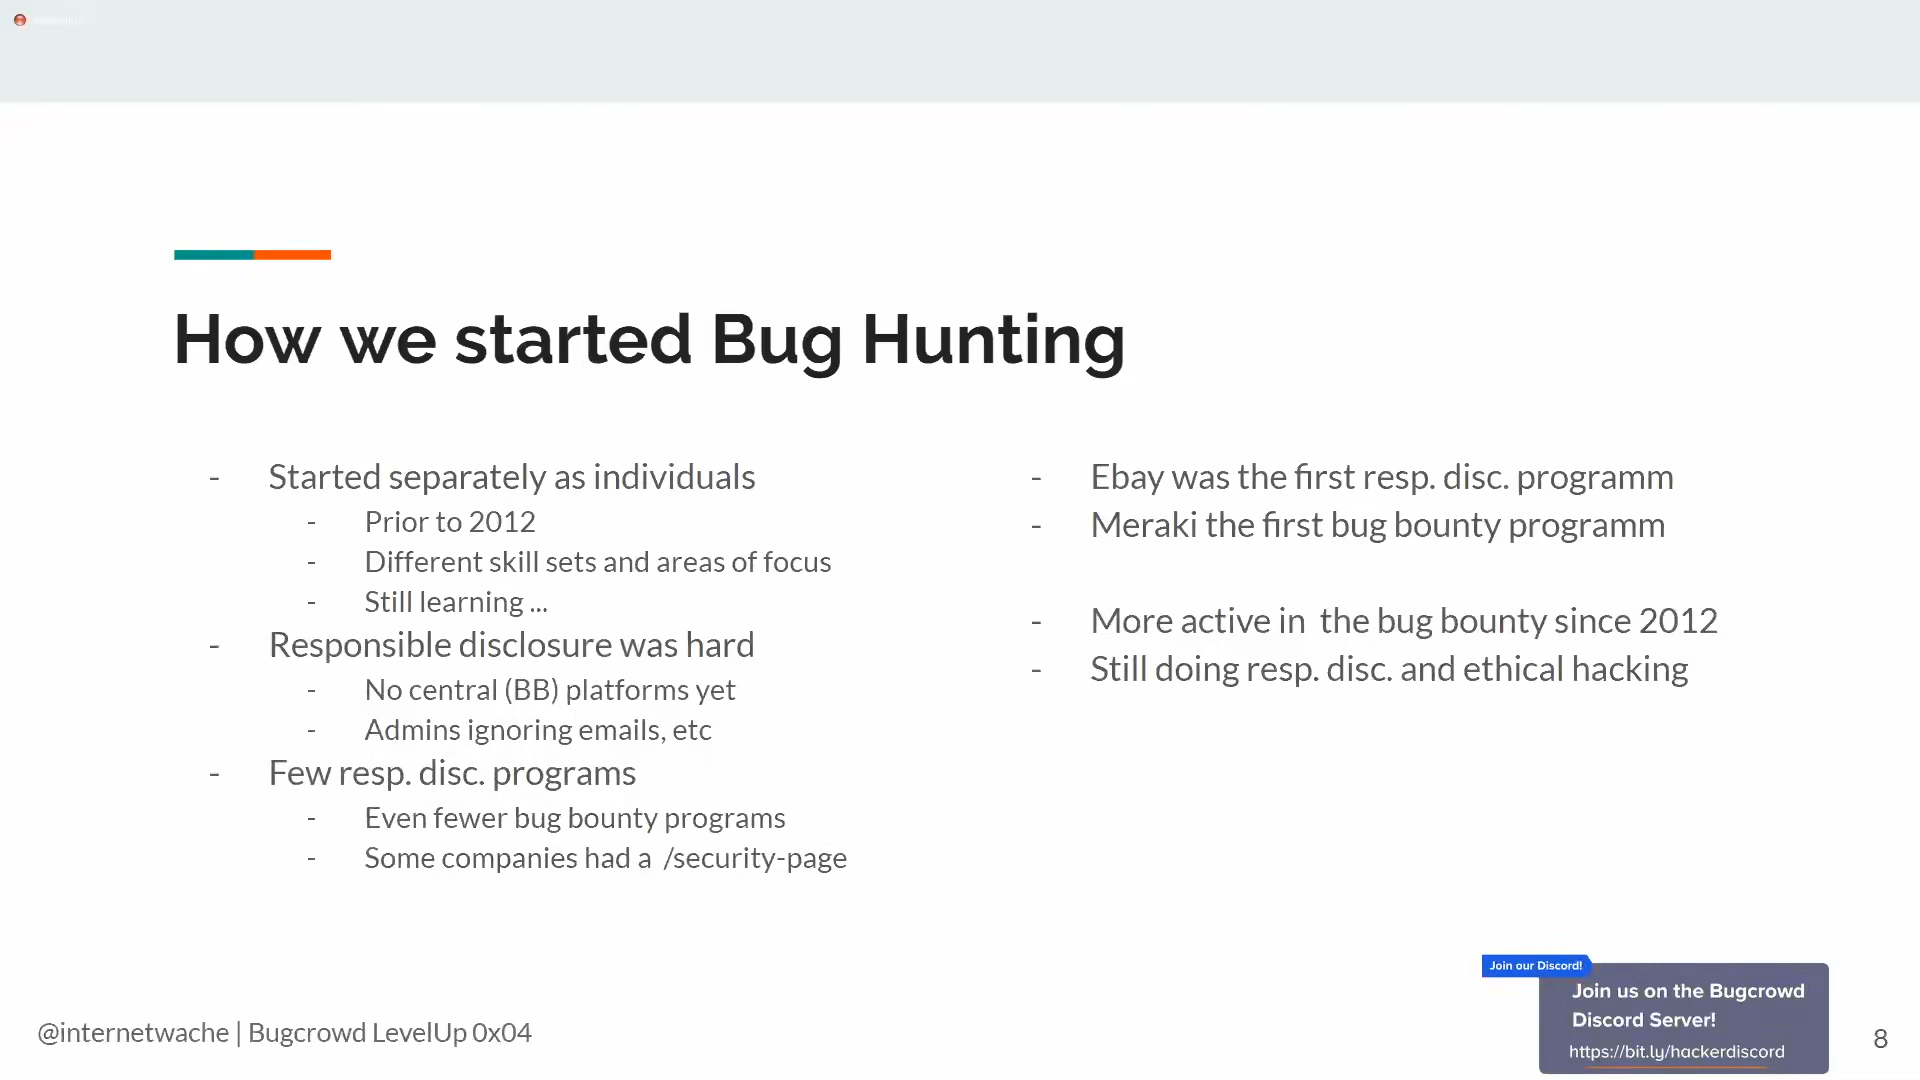 How we started Bug Hunting
- Started separately as individuals
- Prior to 2012
- Different skill sets and areas of focus
- Still learning ...
- Responsible disclosure was hard
- No central (BB) platforms yet
- Admins ignoring emails, etc
- Few resp. disc. programs
- Even fewer bug bounty programs
- Some companies had a /security-page
- Ebay was the first resp. disc. programm
- Meraki the first bug bounty programm
- More active in the bug bounty since 2012
- Still doing resp. disc. and ethical hacking
Join our Discord!
Join us on the Bugcrowd
Discord Server!
https://bit.ly/hackerdiscord
@internetwache | Bugcrowd LevelUp 0x04
8